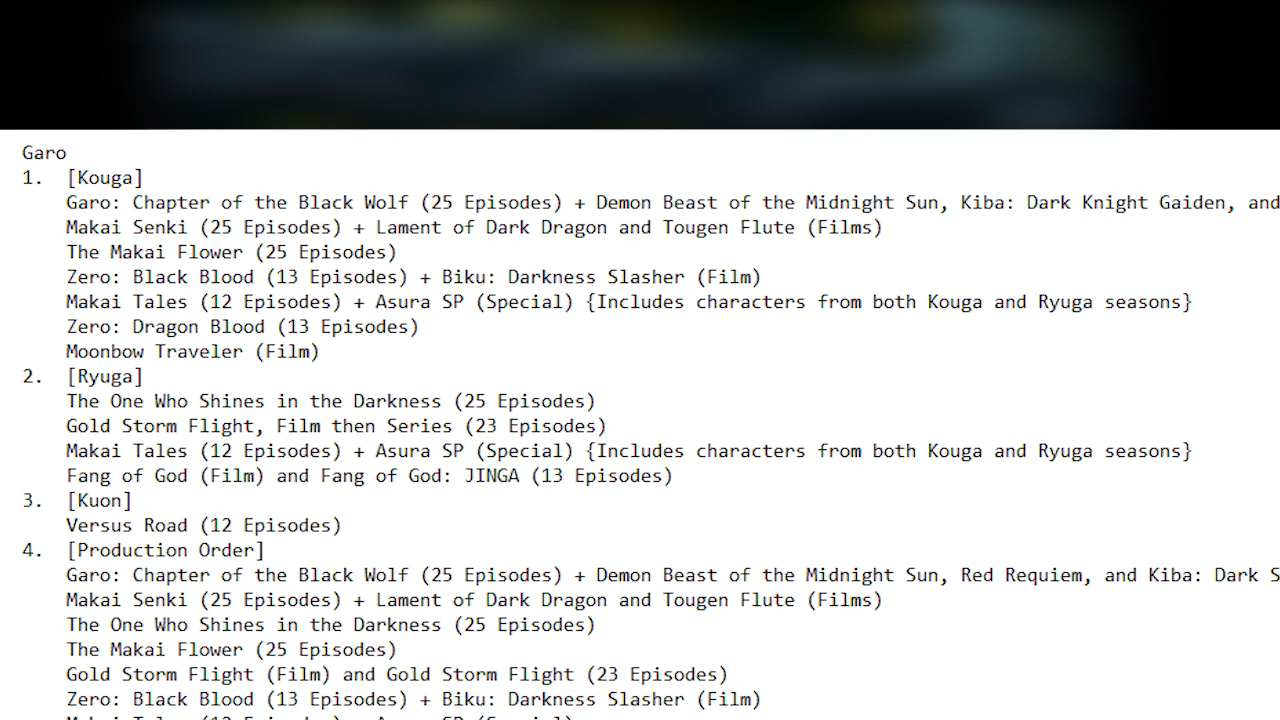 Garo
1. [Kouga]
Garo: Chapter of the Black Wolf (25 Episodes) + Demon Beast of the Midnight Sun, Kiba: Dark Knight Gaiden, and
Makai Senki (25 Episodes) + Lament of Dark Dragon and Tougen Flute (Films)
The Makai Flower (25 Episodes)
Zero: Black Blood (13 Episodes) + Biku: Darkness Slasher (Film)
Makai Tales (12 Episodes) + Asura SP (Special) {Includes characters from both Kouga and Ryuga seasons}
Zero: Dragon Blood (13 Episodes)
Moonbow Traveler (Film)
2. [Ryuga]
The One Who Shines in the Darkness (25 Episodes)
Gold Storm Flight, Film then Series (23 Episodes)
Makai Tales (12 Episodes) + Asura SP (Special) {Includes characters from both Kouga and Ryuga seasons}
Fang of God (Film) and Fang of God: JINGA (13 Episodes)
3. [Kuon]
Versus Road (12 Episodes)
4. [Production Order]
Garo: Chapter of the Black Wolf (25 Episodes) + Demon Beast of the Midnight Sun, Red Requiem, and Kiba: Dark S
Makai Senki (25 Episodes) + Lament of Dark Dragon and Tougen Flute (Films)
The One Who Shines in the Darkness (25 Episodes)
The Makai Flower (25 Episodes)
Gold Storm Flight (Film) and Gold Storm Flight (23 Episodes)
Zero: Black Blood (13 Episodes) + Biku: Darkness Slasher (Film)